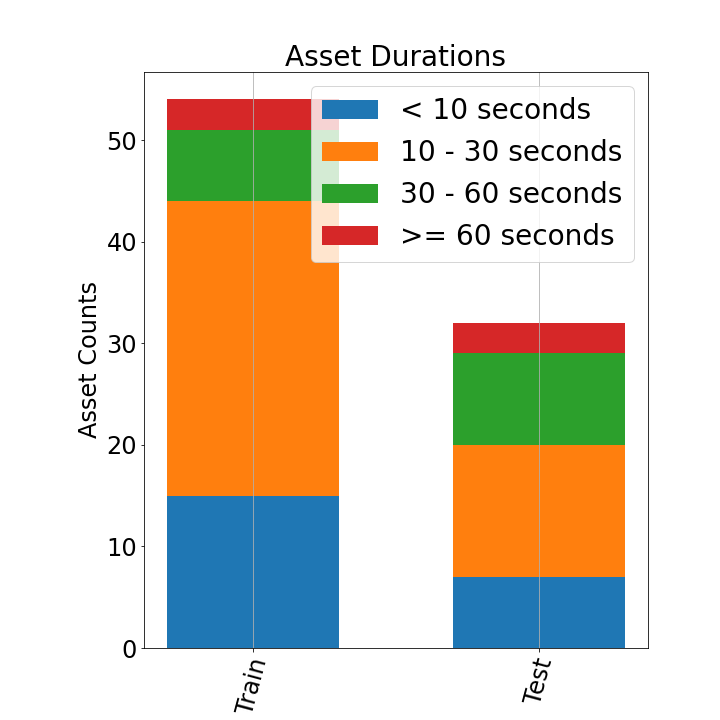 Asset Durations
< 10 seconds
10 - 30 seconds
30 - 60 seconds
>= 60 seconds
50
40
30
20
10
0
Asset Counts
Train
Test